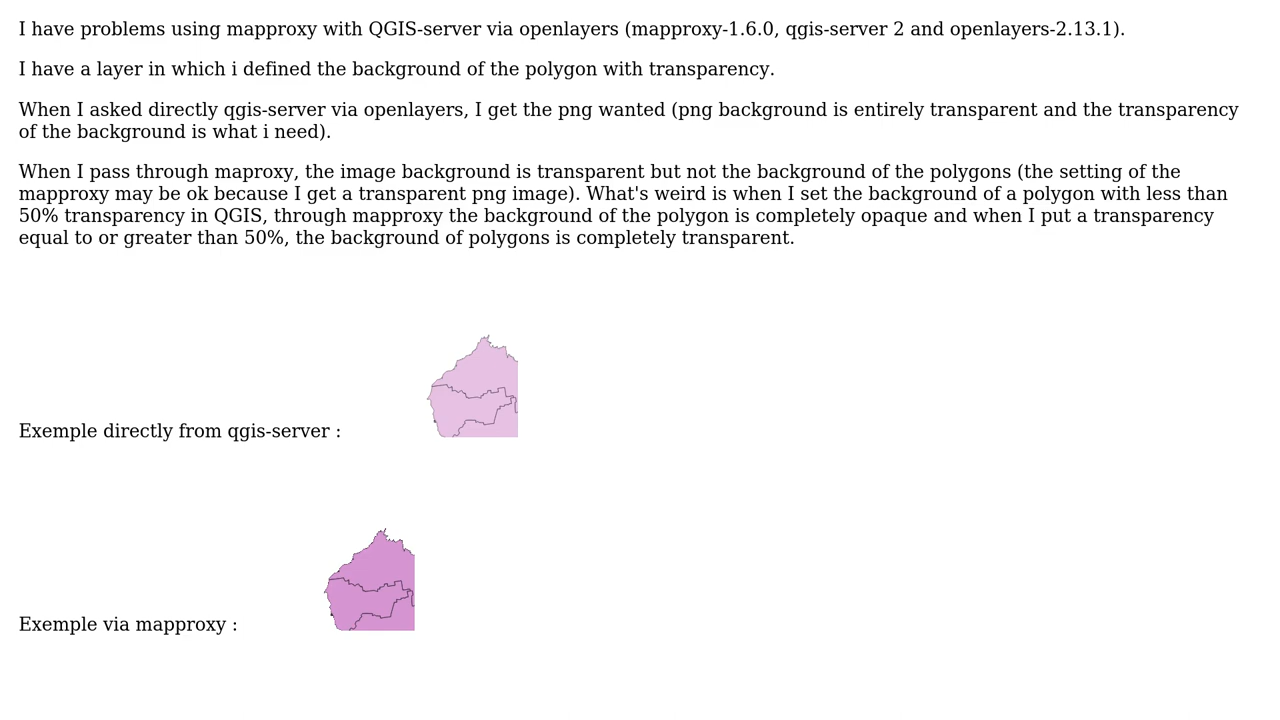 I have problems using mapproxy with QGIS-server via openlayers (mapproxy-1.6.0, qgis-server 2 and openlayers-2.13.1).
I have a layer in which i defined the background of the polygon with transparency.
When I asked directly qgis-server via openlayers, I get the png wanted (png background is entirely transparent and the transparency
of the background is what i need).
When I pass through maproxy, the image background is transparent but not the background of the polygons (the setting of the
mapproxy may be ok because I get a transparent png image). What's weird is when I set the background of a polygon with less than
50% transparency in QGIS, through mapproxy the background of the polygon is completely opaque and when I put a transparency
equal to or greater than 50%, the background of polygons is completely transparent.
Exemple directly from qgis-server :
Exemple via mapproxy :